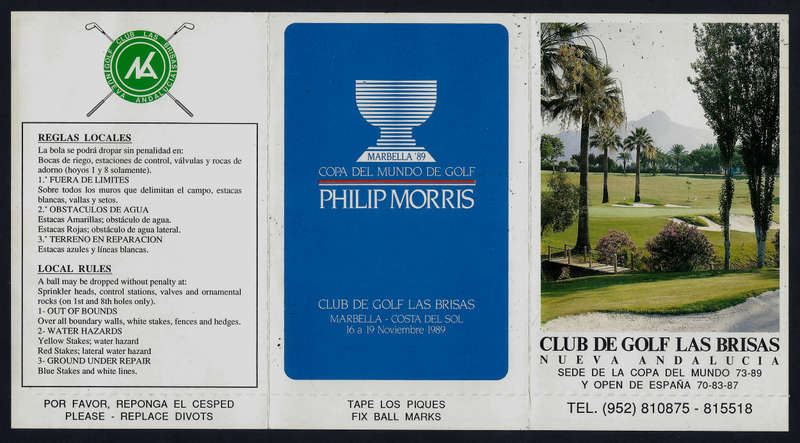 GOLF CLUB LAS BRISAS
NUEVA ANDALUCIA
REGLAS LOCALES
La bola se podrá dropar sin penalidad en:
Bocas de riego, estaciones de control, válvulas y rocas de
adorno (hoyos 1 y 8 solamente).
1.ª FUERA DE LIMITES
Sobre todos los muros que delimitan el campo, estacas
blancas, vallas y setos.
2.ª OBSTACULOS DE AGUA
Estacas Amarillas; obstáculo de agua.
Estacas Rojas; obstáculo de agua lateral.
3.ª TERRENO EN REPARACION
Estacas azules y líneas blancas.
LOCAL RULES
A ball may be dropped without penalty at:
Sprinkler heads, control stations, valves and ornamental
rocks (on 1st and 8th holes only).
1- OUT OF BOUNDS
Over all boundary walls, white stakes, fences and hedges.
2- WATER HAZARDS
Yellow Stakes; water hazard
Red Stakes; lateral water hazard
3- GROUND UNDER REPAIR
Blue Stakes and white lines.
POR FAVOR, REPONGA EL CESPED
PLEASE - REPLACE DIVOTS
MARBELLA '89
COPA DEL MUNDO DE GOLF
PHILIP MORRIS
CLUB DE GOLF LAS BRISAS
MARBELLA - COSTA DEL SOL
16 a 19 Noviembre 1989
TAPE LOS PIQUES
FIX BALL MARKS
CLUB DE GOLF LAS BRISAS
NUEVA ANDALUCIA
SEDE DE LA COPA DEL MUNDO 73-89
Y OPEN DE ESPAÑA 70-83-87
TEL. (952) 810875 - 815518